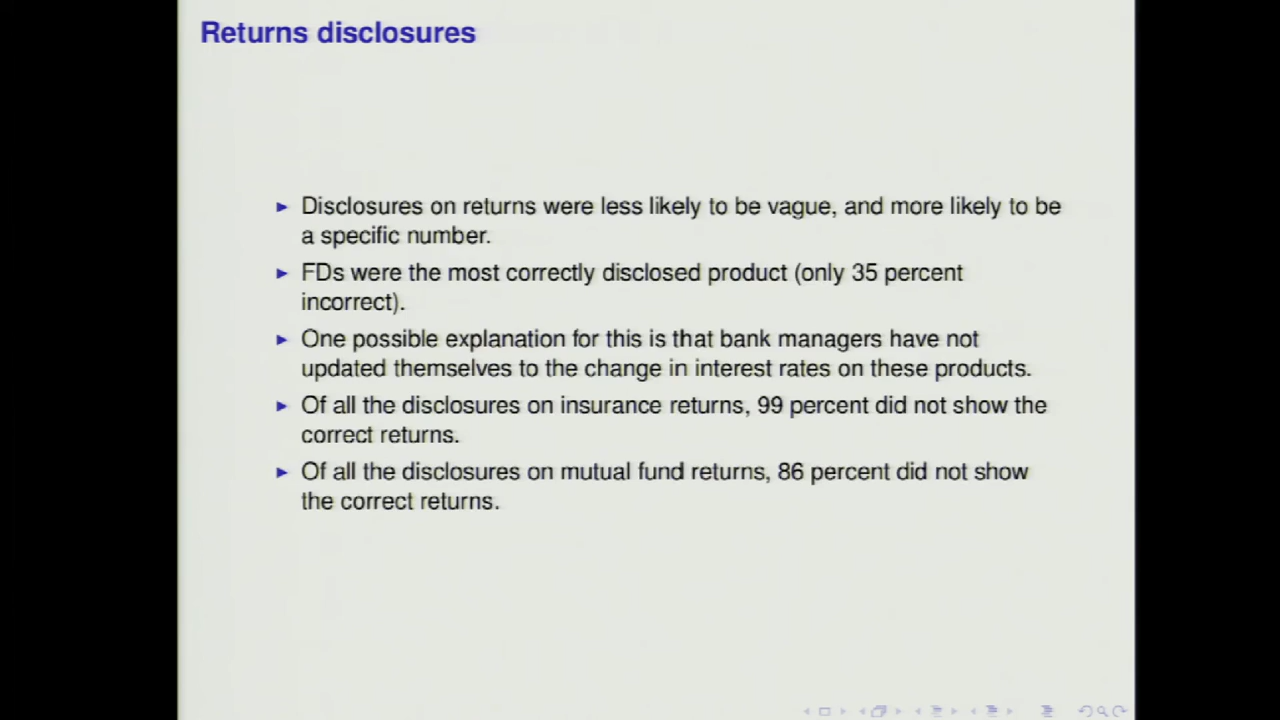 Returns disclosures
Disclosures on returns were less likely to be vague, and more likely to be
a specific number.
FDs were the most correctly disclosed product (only 35 percent
incorrect).
One possible explanation for this is that bank managers have not
updated themselves to the change in interest rates on these products.
Of all the disclosures on insurance returns, 99 percent did not show the
correct returns.
Of all the disclosures on mutual fund returns, 86 percent did not show
the correct returns.